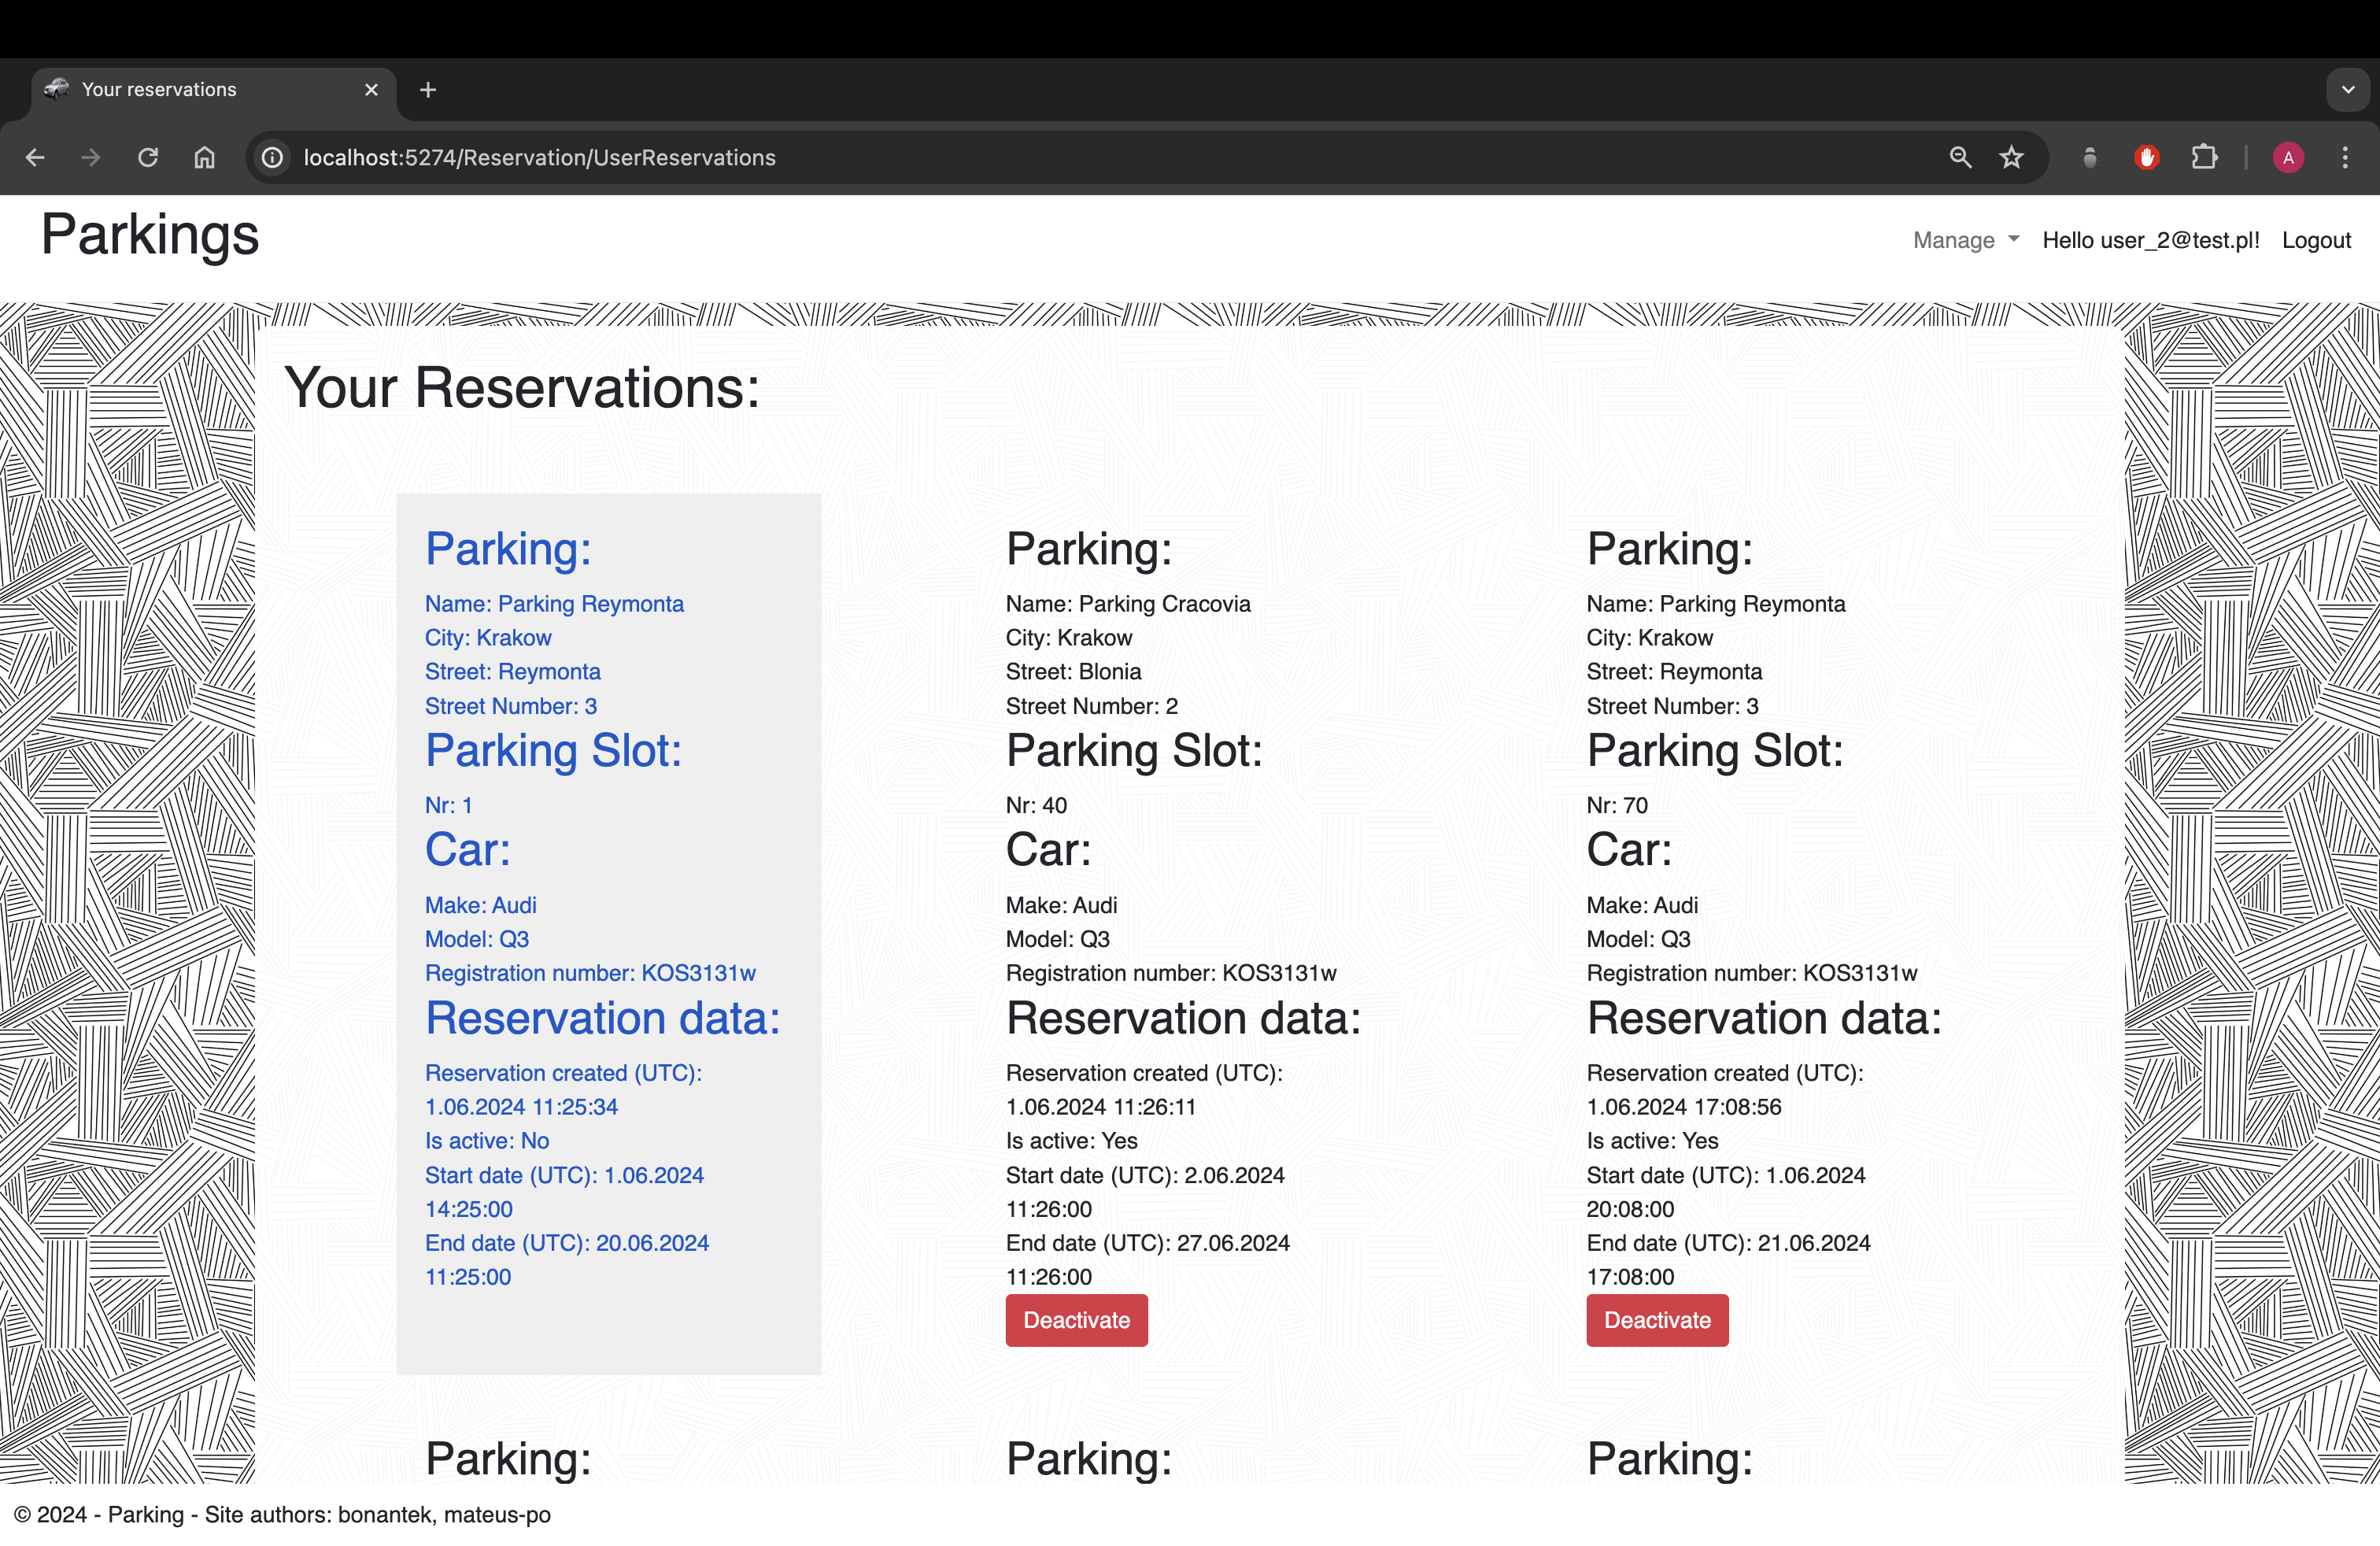 Your reservations
localhost:5274/Reservation/UserReservations
A
Parkings
Manage
Hello user_2@test.pl!
Logout
Your Reservations:
Parking:
Name: Parking Reymonta
City: Krakow
Street: Reymonta
Street Number: 3
Parking Slot:
Nr: 1
Car:
Make: Audi
Model: Q3
Registration number: KOS3131w
Reservation data:
Reservation created (UTC):
1.06.2024 11:25:34
Is active: No
Start date (UTC): 1.06.2024
14:25:00
End date (UTC): 20.06.2024
11:25:00
Parking:
Name: Parking Cracovia
City: Krakow
Street: Blonia
Street Number: 2
Parking Slot:
Nr: 40
Car:
Make: Audi
Model: Q3
Registration number: KOS3131w
Reservation data:
Reservation created (UTC):
1.06.2024 11:26:11
Is active: Yes
Start date (UTC): 2.06.2024
11:26:00
End date (UTC): 27.06.2024
11:26:00
Deactivate
Parking:
Name: Parking Reymonta
City: Krakow
Street: Reymonta
Street Number: 3
Parking Slot:
Nr: 70
Car:
Make: Audi
Model: Q3
Registration number: KOS3131w
Reservation data:
Reservation created (UTC):
1.06.2024 17:08:56
Is active: Yes
Start date (UTC): 1.06.2024
20:08:00
End date (UTC): 21.06.2024
17:08:00
Deactivate
Parking:
Parking:
Parking:
© 2024 - Parking - Site authors: bonantek, mateus-po